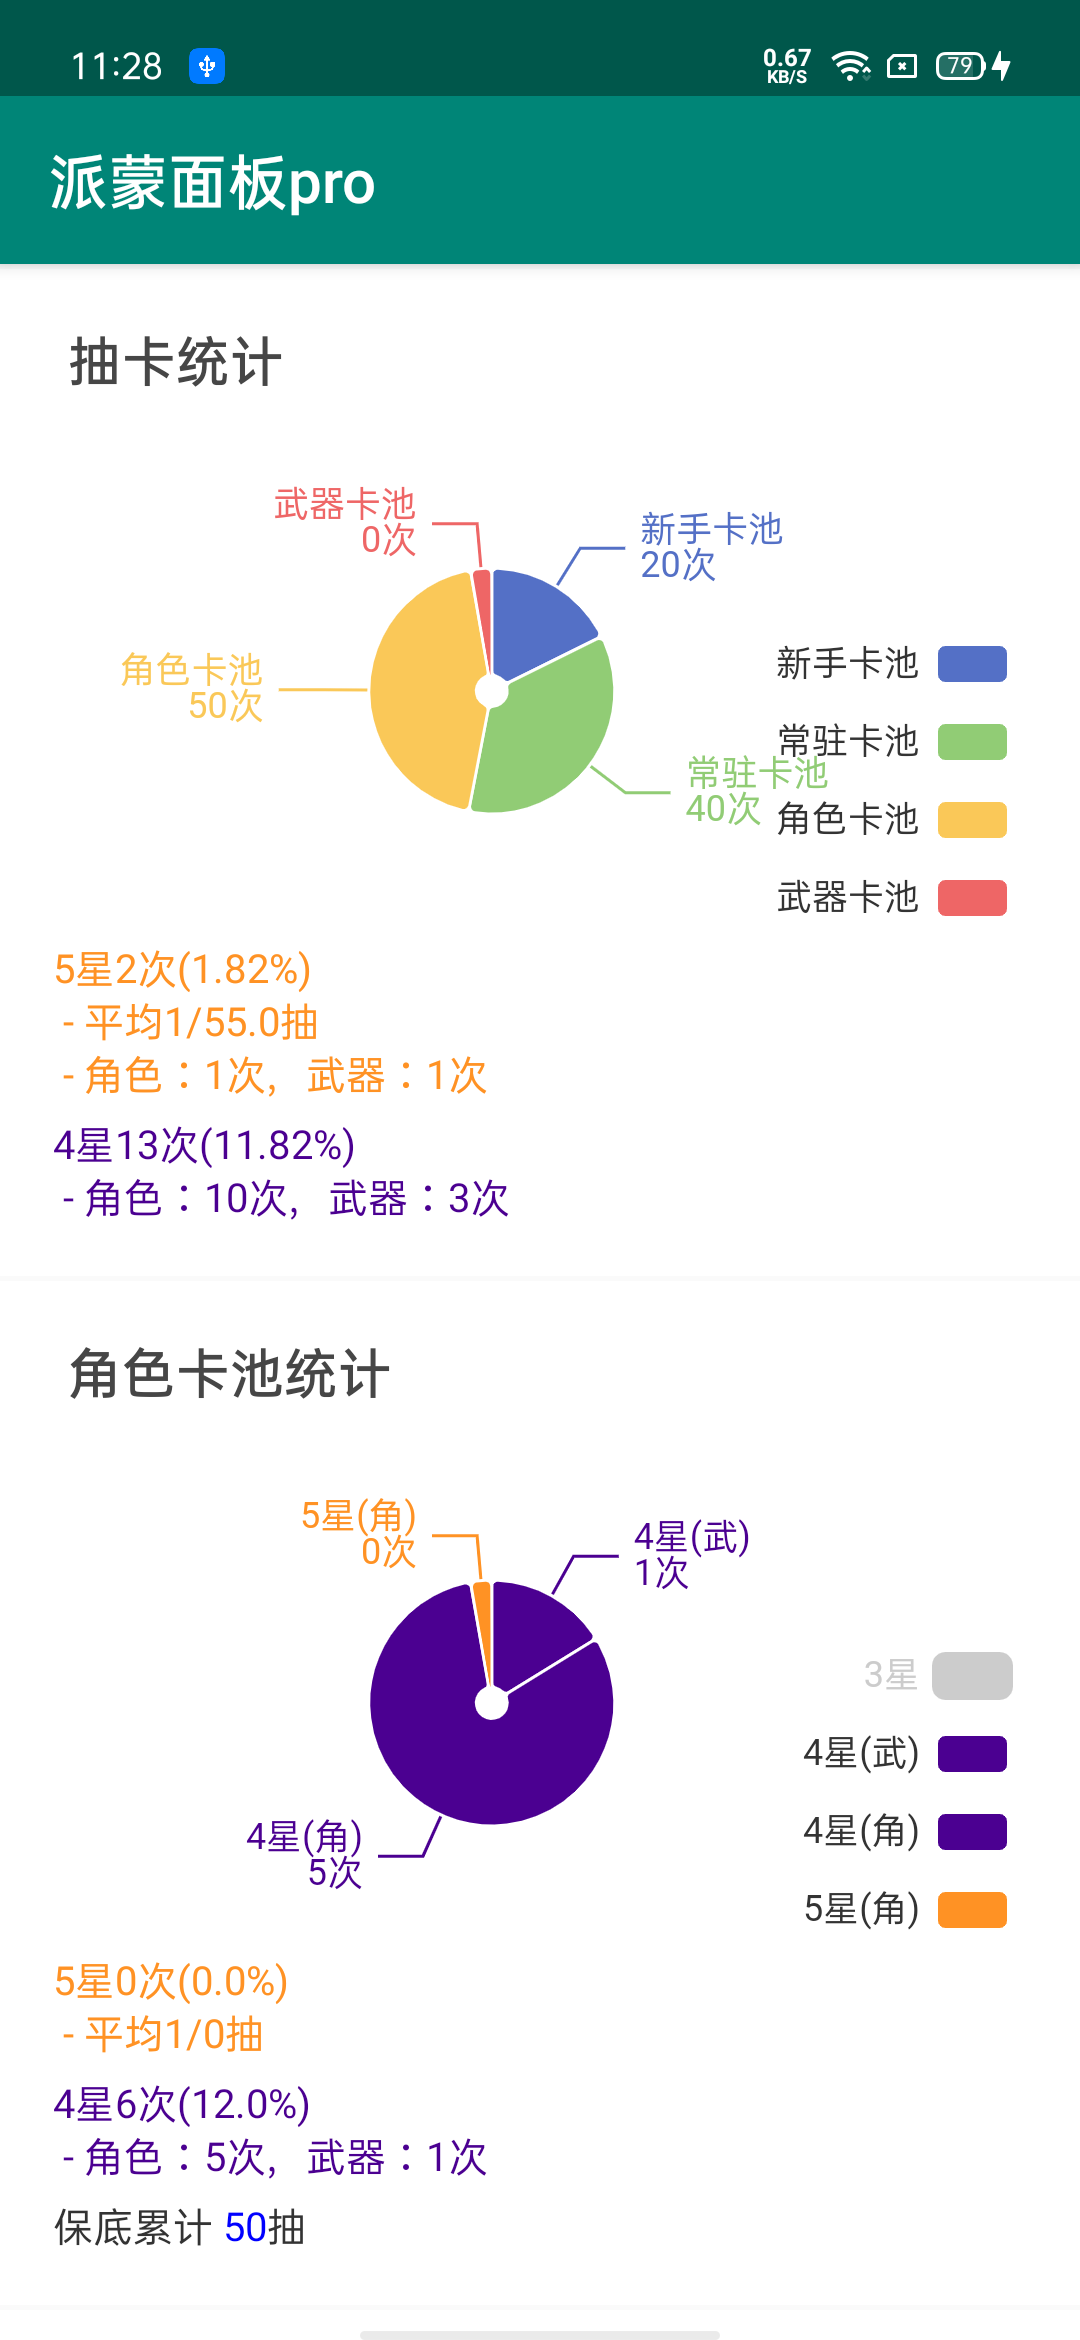 11:28
0.67
KB/S
79
派蒙面板pro
抽卡统计
武器卡池
0次
新手卡池
20次
角色卡池
50次
常驻卡池
40次
新手卡池
常驻卡池
角色卡池
武器卡池
5星2次(1.82%)
- 平均1/55.0抽
- 角色：1次，武器：1次
4星13次(11.82%)
- 角色：10次，武器：3次
角色卡池统计
5星(角)
0次
4星(武)
1次
4星(角)
5次
3星
4星(武)
4星(角)
5星(角)
5星0次(0.0%)
- 平均1/0抽
4星6次(12.0%)
- 角色：5次，武器：1次
保底累计 50抽